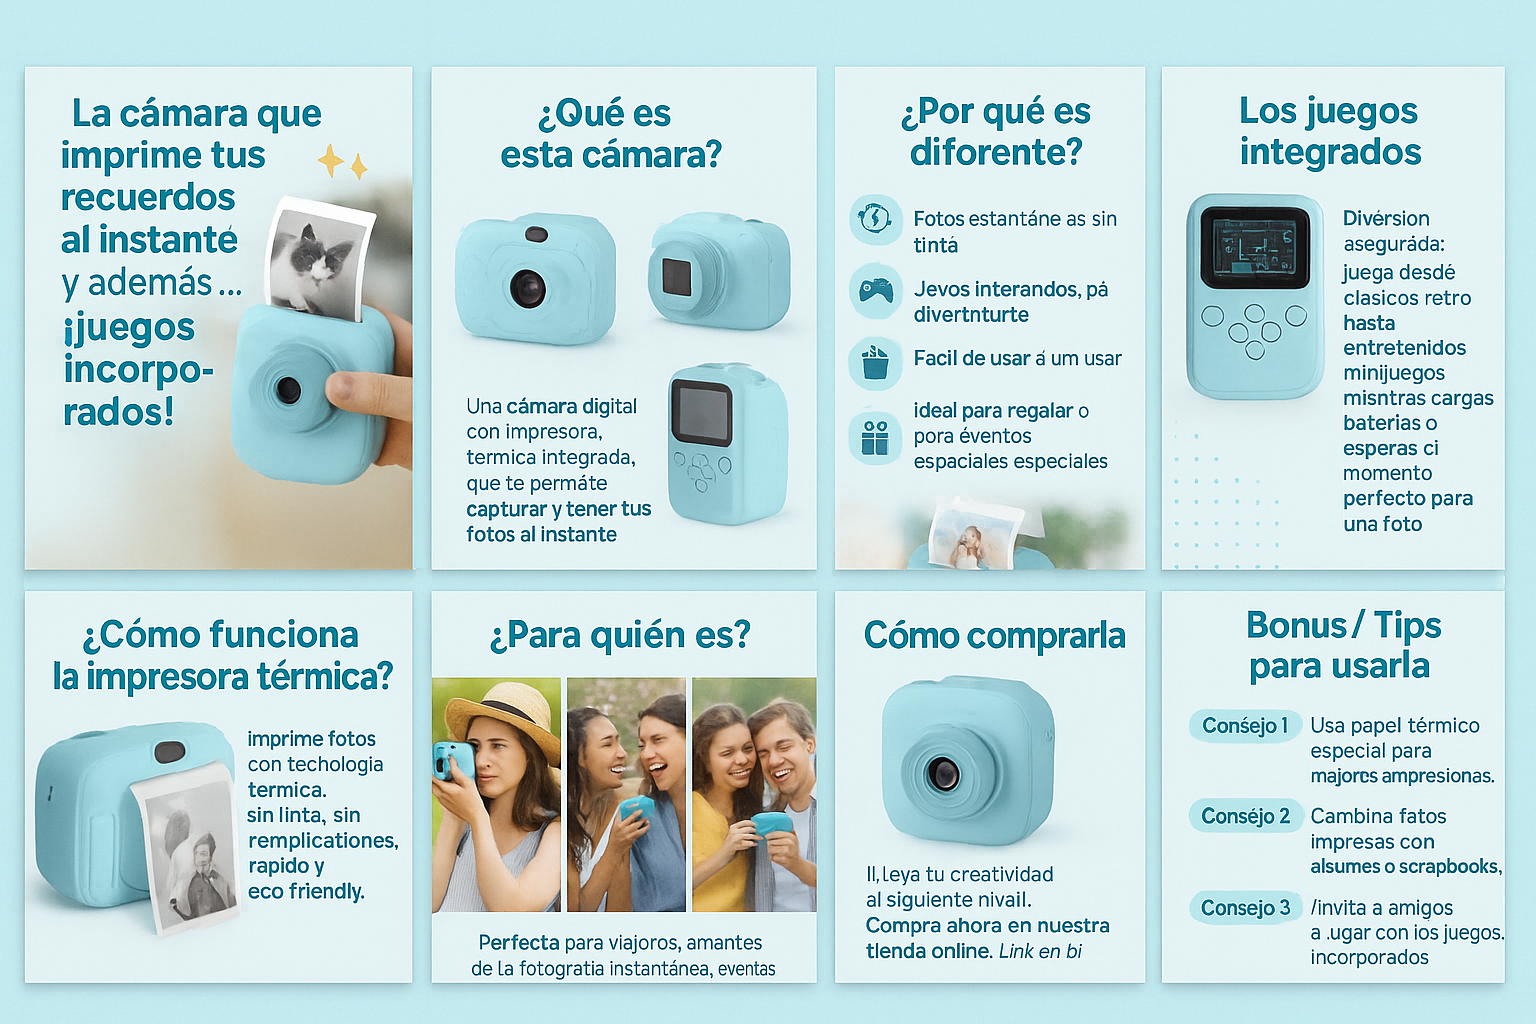 La cámara que
imprime tus
recuerdos
al instanté
y además...
¡juegos
incorpo-
rados!
¿Qué es
esta cámara?
Una cámara digital
con impresora,
termica integrada,
que te permáte
capturar y tener tus
fotos al instante
¿Por qué es
diforente?
Fotos estantáne as sin
tintá
Jevos interandos, pá
divertnturte
Facil de usar á um usar
ideal para regalar o
pora éventos
espaciales especiales
Los juegos
integrados
Divérsion
aseguráda:
juega desdé
clasicos retro
hasta
entretenidos
minijuegos
misntras cargas
baterias o
esperas ci
momento
perfecto para
una foto
¿Cómo funciona
la impresora térmica?
imprime fotos
con techologia
termica.
sin linta, sin
remplicationes,
rapido y
eco friendly.
¿Para quién es?
Perfecta para viajoros, amantes
de la fotogratia instantánea, eventas
Cómo comprarla
II, Leya tu creatividad
al siguiente nivail.
Compra ahora en nuestra
tlenda online. Link en bi
Bonus / Tips
para usarla
Conśejo 1 Usa papel térmico
especial para
majorcs ampresionas.
Conséjo 2 Cambina fatos
impresas con
alsumes o scrapbooks,
Consejo 3 /invita a amigos
a .ugar con ios juegos.
incorporados